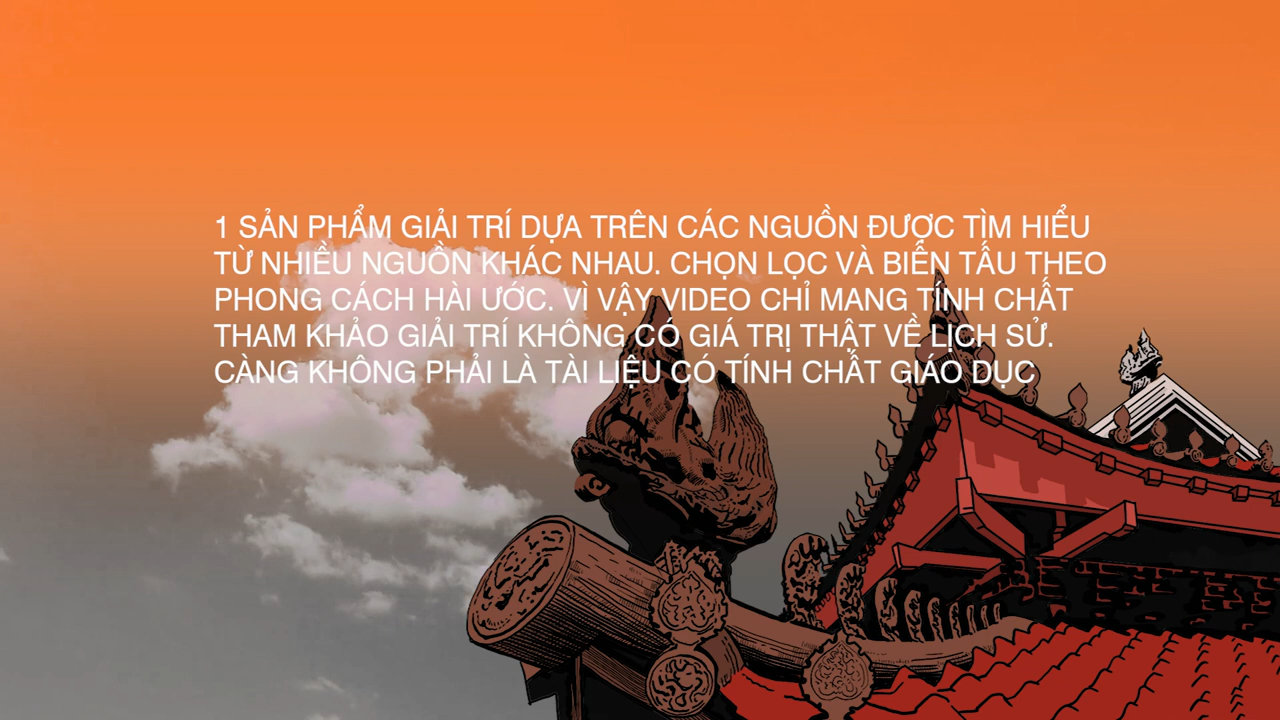 1 SẢN PHẨM GIẢI TRÍ DỰA TRÊN CÁC NGUỒN ĐƯỢC TÌM HIỂU
TỪ NHIỀU NGUỒN KHÁC NHAU. CHỌN LỌC VÀ BIẾN TẤU THEO
PHONG CÁCH HÀI ƯỚC. VÌ VẬY VIDEO CHỈ MANG TÍNH CHẤT
THAM KHẢO GIẢI TRÍ KHÔNG CÓ GIÁ TRỊ THẬT VỀ LỊCH SỬ.
CÀNG KHÔNG PHẢI LÀ TÀI LIỆU CÓ TÍNH CHẤT GIÁO DỤC